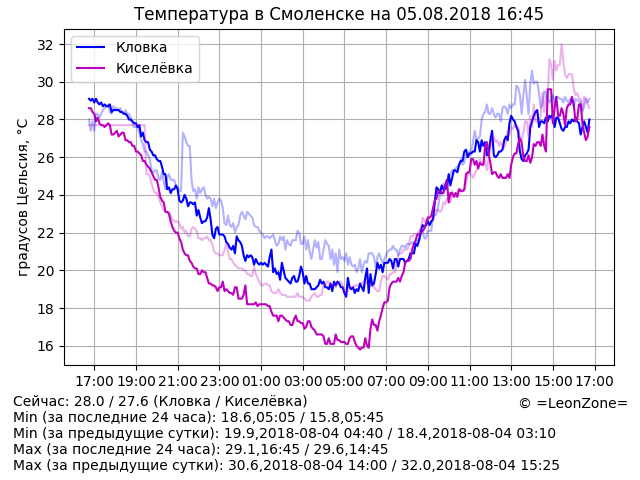 Температура в Смоленске на 05.08.2018 16:45
Кловка
Киселёвка
градусов Цельсия, °C
32
30
28
26
24
22
20
18
16
17:00 19:00 21:00 23:00 01:00 03:00 05:00 07:00 09:00 11:00 13:00 15:00 17:00
Сейчас: 28.0 / 27.6 (Кловка / Киселёвка)
© =LeonZone=
Min (за последние 24 часа): 18.6,05:05 / 15.8,05:45
Min (за предыдущие сутки): 19.9,2018-08-04 04:40 / 18.4,2018-08-04 03:10
Max (за последние 24 часа): 29.1,16:45 / 29.6,14:45
Max (за предыдущие сутки): 30.6,2018-08-04 14:00 / 32.0,2018-08-04 15:25